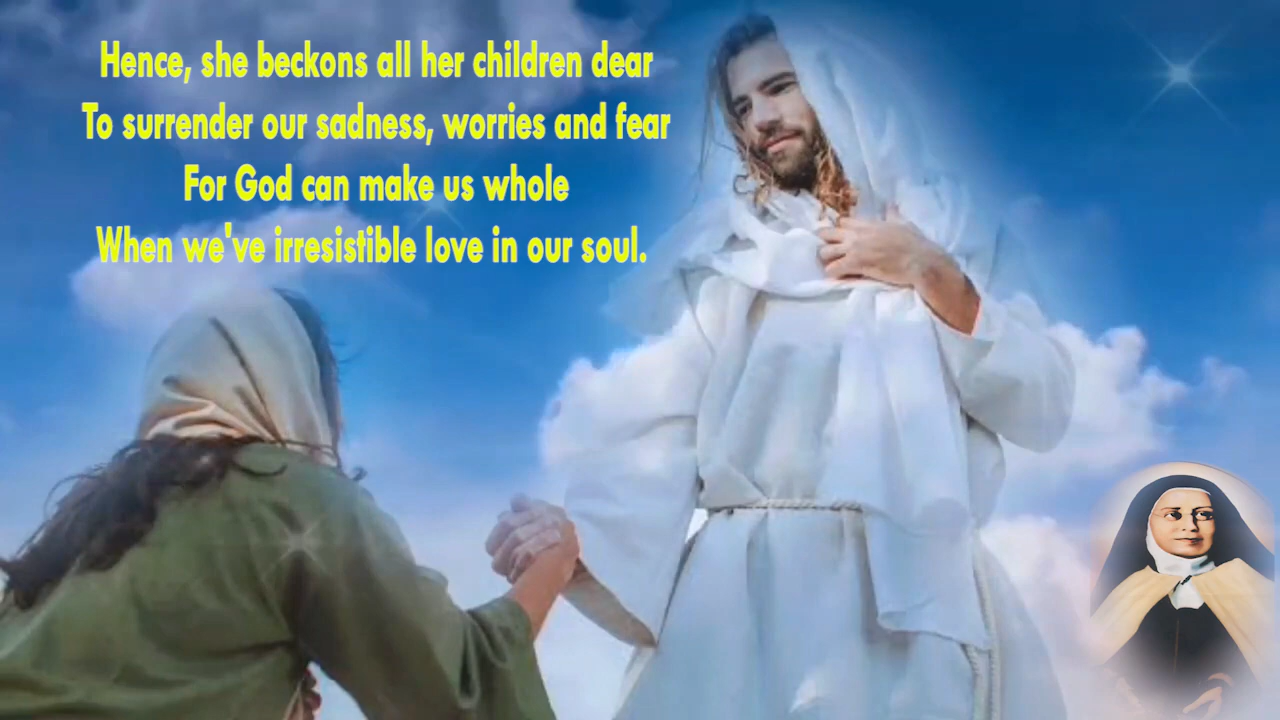 Hence, she beckons all her children dear
To surrender our sadness, worries and fear
For God can make us whole
When we've irresistible love in our soul.